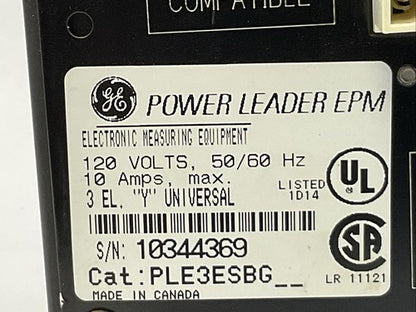 COMPATIBLE
GE POWER LEADER EPM
ELECTRONIC MEASURING EQUIPMENT
120 VOLTS, 50/60 Hz
10 Amps, max.
3 EL. "Y" UNIVERSAL
LISTED
1D14
UL
S/N: 10344369
Cat:PLE3ESBG__
MADE IN CANADA
SA
LR 11121